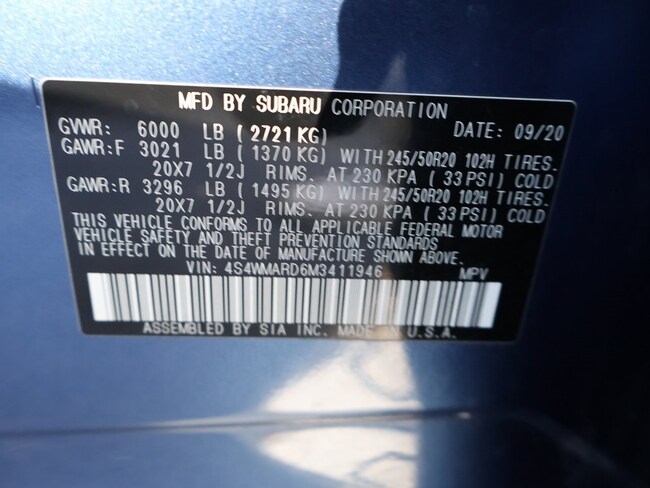 MFD BY SUBARU CORPORATION
GVWR: 6000 LB ( 2721 KG) DATE: 09/20
GAWR:F 3021 LB ( 1370 KG) WITH 245/50R20 102H TIRES.
20X7 1/2J RIMS. AT 230 KPA ( 33 PSI) COLD
GAWR:R 3296 LB ( 1495 KG) WITH 245/50R20 102H TIRES.
20X7 1/2J RIMS. AT 230 KPA ( 33 PSI) COLD
THIS VEHICLE CONFORMS TO ALL APPLICABLE FEDERAL MOTOR
VEHICLE SAFETY AND THEFT PREVENTION STANDARDS
IN EFFECT ON THE DATE OF MANUFACTURE SHOWN ABOVE.
VIN: 4S4WMARD6M3411946 MPV
ASSEMBLED BY SIA INC. MADE IN U.S.A.